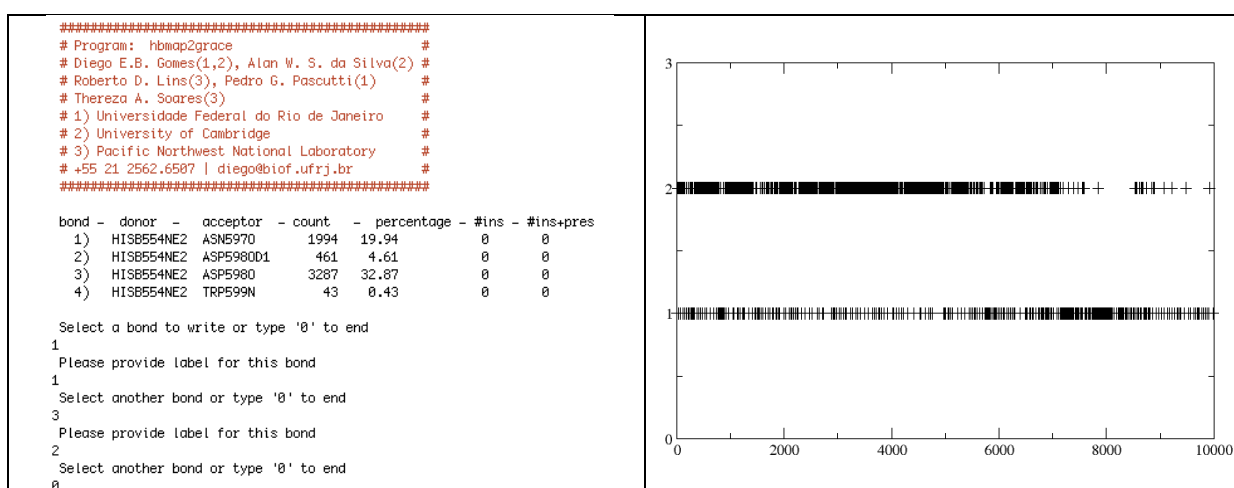 ####################################################
# Program:  hbmap2grace                            #
# Diego E.B. Gomes(1,2), Alan W. S. da Silva(2) #
# Roberto D. Lins(3), Pedro G. Pascutti(1)      #
# Thereza A. Soares(3)                          #
# 1) Universidade Federal do Rio de Janeiro     #
# 2) University of Cambridge                    #
# 3) Pacific Northwest National Laboratory      #
# +55 21 2562.6507 | diego@biof.ufrj.br         #
####################################################
bond -  donor  -   acceptor  - count   -  percentage - #ins - #ins+pres
1)   HISB554NE2  ASN597O     1994   19.94          0       0
2)   HISB554NE2  ASP598OD1    461    4.61          0       0
3)   HISB554NE2  ASP598O     3287   32.87          0       0
4)   HISB554NE2  TRP599N       43    0.43          0       0
Select a bond to write or type '0' to end
1
Please provide label for this bond
1
Select another bond or type '0' to end
3
Please provide label for this bond
2
Select another bond or type '0' to end
0
3
2
1
0
0 2000 4000 6000 8000 10000